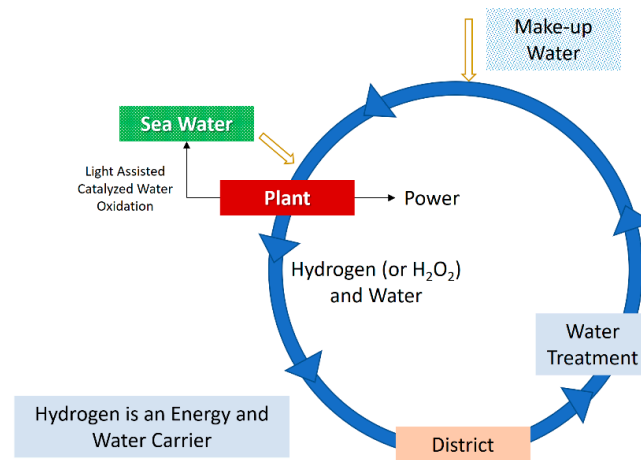 Make-up
Water
Sea Water
Light Assisted
Catalyzed Water
Oxidation
Plant
Power
Hydrogen (or H₂O₂)
and Water
Water
Treatment
Hydrogen is an Energy and
Water Carrier
District